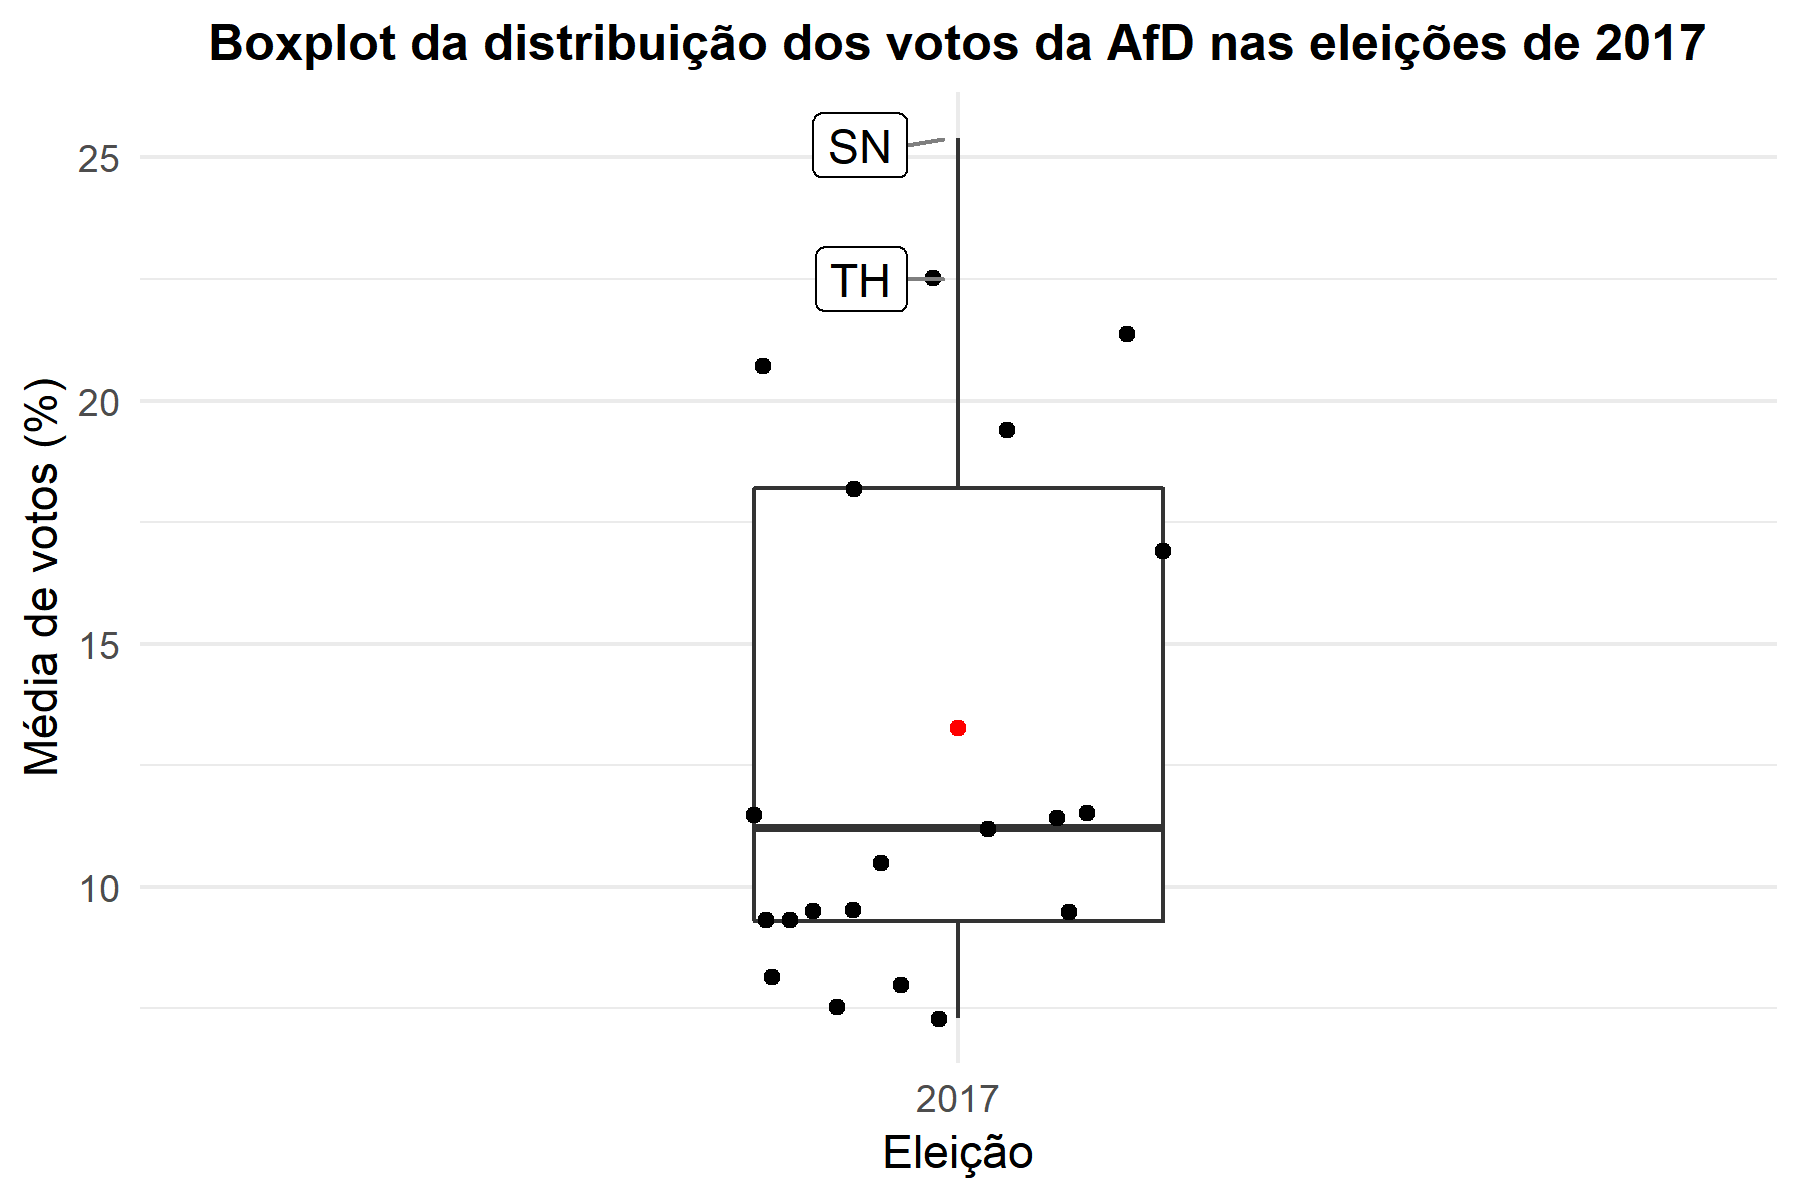 Boxplot da distribuição dos votos da AfD nas eleições de 2017
SN
25
TH
20
15
10
Média de votos (%)
2017
Eleição